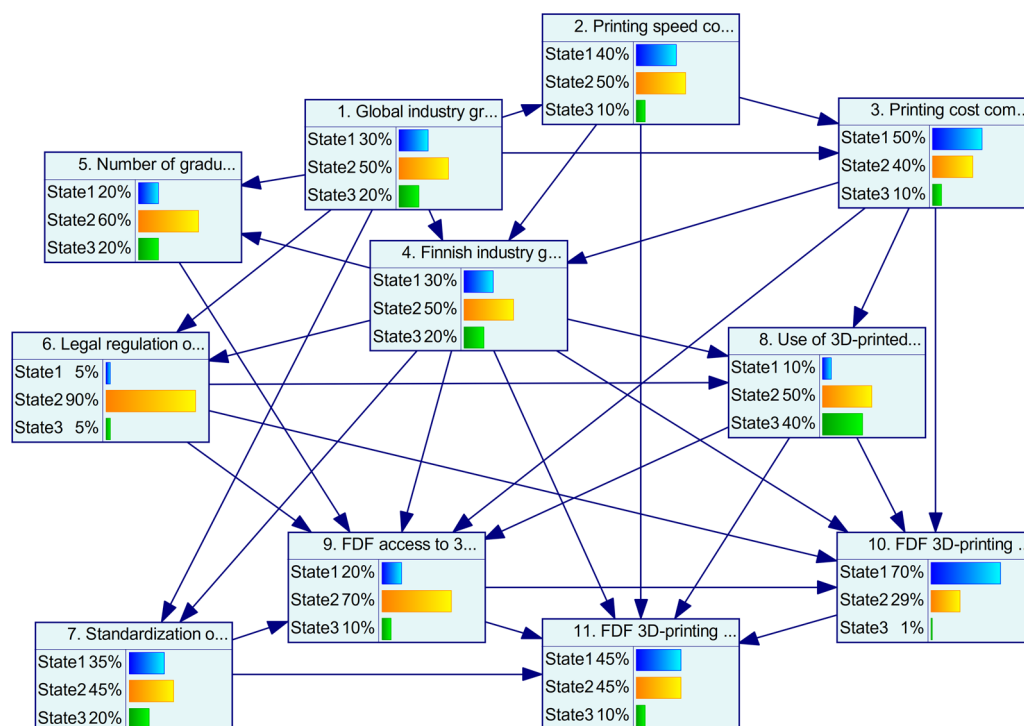 2. Printing speed co...
State1 40%
State2 50%
State3 10%
1. Global industry gr...
State1 30%
State2 50%
State3 20%
3. Printing cost com...
State1 50%
State2 40%
State3 10%
5. Number of gradu...
State1 20%
State2 60%
State3 20%
4. Finnish industry g...
State1 30%
State2 50%
State3 20%
6. Legal regulation o...
State1 5%
State2 90%
State3 5%
8. Use of 3D-printed...
State1 10%
State2 50%
State3 40%
9. FDF access to 3...
State1 20%
State2 70%
State3 10%
10. FDF 3D-printing ...
State1 70%
State2 29%
State3 1%
7. Standardization o...
State1 35%
State2 45%
State3 20%
11. FDF 3D-printing ...
State1 45%
State2 45%
State3 10%